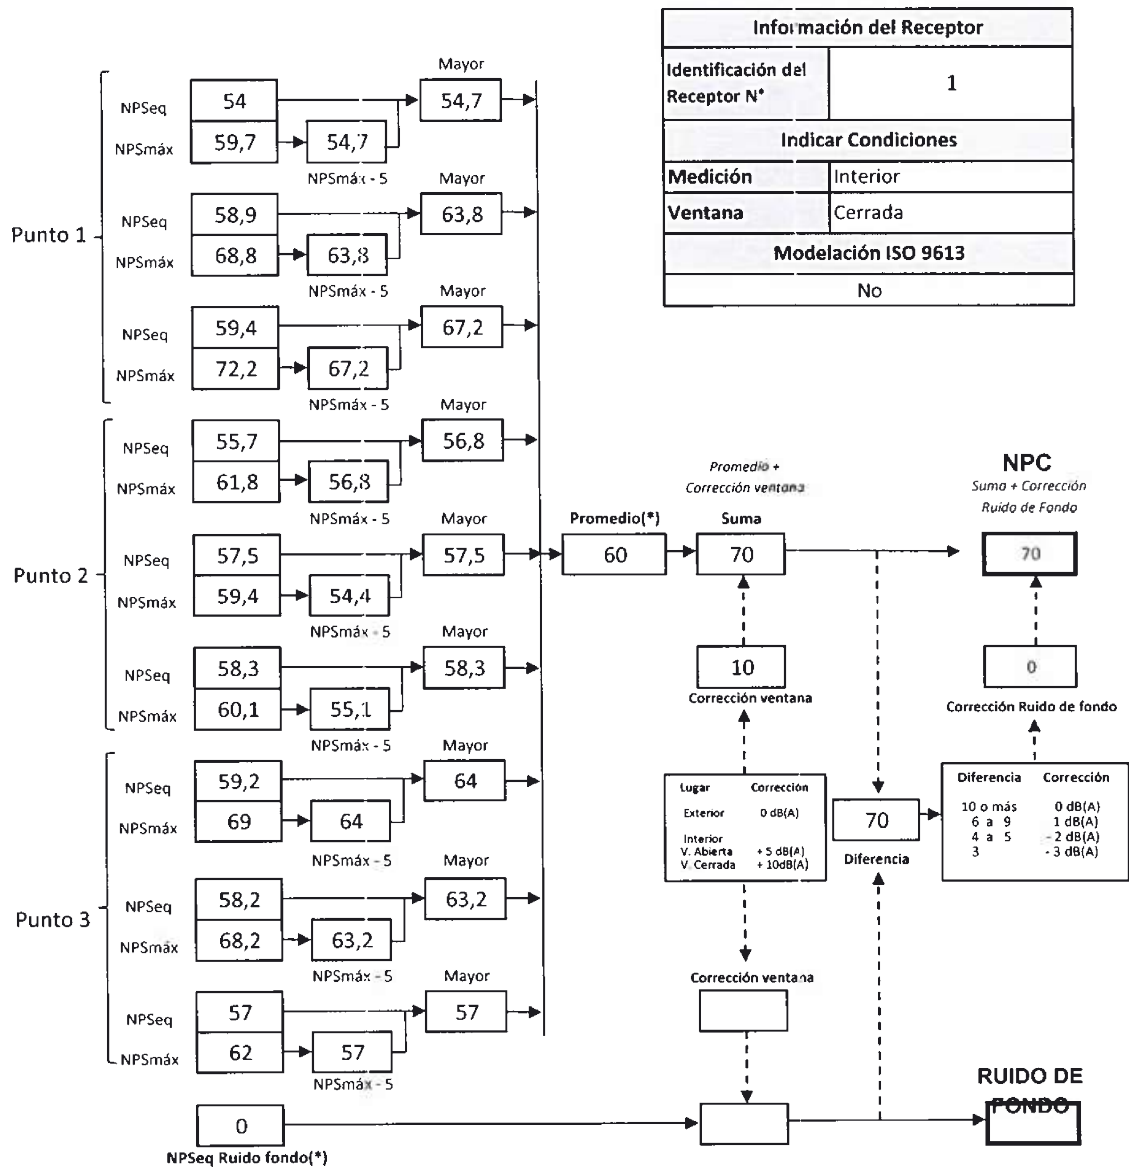 Información del Receptor
Identificación del
Receptor N°
1
Indicar Condiciones
Medición
Interior
Ventana
Cerrada
Modelación ISO 9613
No
Punto 1
NPSeq
54
NPSmáx
59,7
54,7
NPSmáx - 5
Mayor
54,7
NPSeq
58,9
NPSmáx
68,8
63,8
NPSmáx - 5
Mayor
63,8
NPSeq
59,4
NPSmáx
72,2
67,2
NPSmáx - 5
Mayor
67,2
Punto 2
NPSeq
55,7
NPSmáx
61,8
56,8
NPSmáx - 5
Mayor
56,8
NPSeq
57,5
NPSmáx
59,4
54,4
NPSmáx - 5
Mayor
57,5
NPSeq
58,3
NPSmáx
60,1
55,1
NPSmáx - 5
Mayor
58,3
Punto 3
NPSeq
59,2
NPSmáx
69
64
NPSmáx - 5
Mayor
64
NPSeq
58,2
NPSmáx
68,2
63,2
NPSmáx - 5
Mayor
63,2
NPSeq
57
NPSmáx
62
57
NPSmáx - 5
Mayor
57
0
NPSeq Ruido fondo(*)
Promedio(*)
60
Promedio +
Corrección ventana
Suma
70
10
Corrección ventana
Lugar Corrección
Exterior 0 dB(A)
Interior
V. Abierta + 5 dB(A)
V. Cerrada + 10dB(A)
Corrección ventana
70
Diferencia
NPC
Suma + Corrección
Ruido de Fondo
70
0
Corrección Ruido de fondo
Diferencia Corrección
10 o más 0 dB(A)
6 a 9 1 dB(A)
4 a 5 - 2 dB(A)
3 - 3 dB(A)
RUIDO DE
FONDO